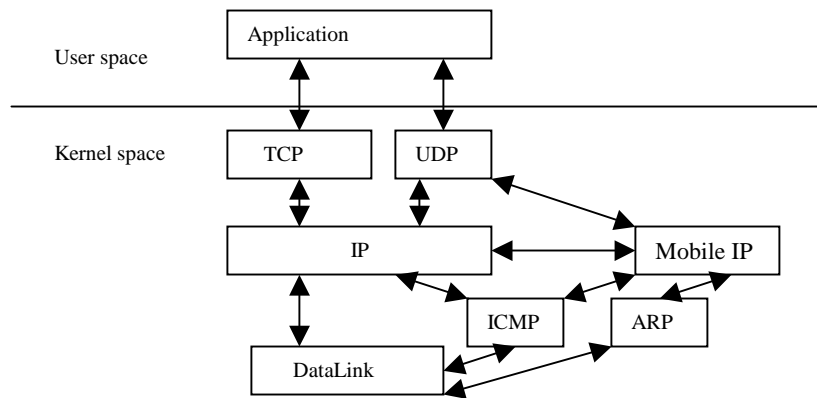 Application
User space
Kernel space
TCP
UDP
IP
Mobile IP
ICMP
ARP
DataLink